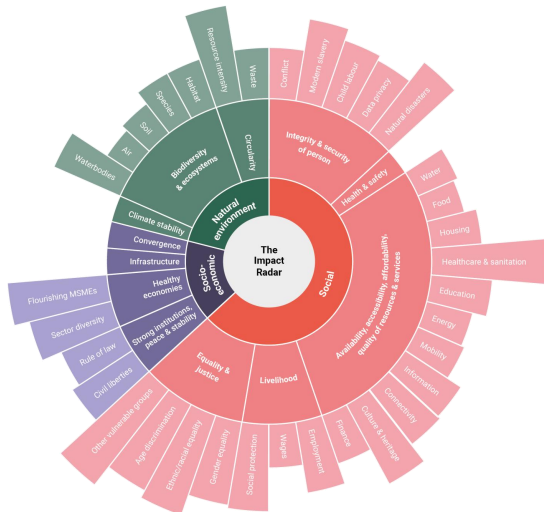 The
Impact
Radar
Social
Integrity & security
of person
Conflict
Modern slavery
Child labour
Data privacy
Natural disasters
Health & safety
Availability, accessibility, affordability,
quality of resources & services
Water
Food
Housing
Healthcare & sanitation
Education
Energy
Mobility
Information
Connectivity
Culture & heritage
Finance
Livelihood
Employment
Wages
Social protection
Equality &
justice
Gender equality
Ethnic/racial equality
Age discrimination
Other vulnerable groups
Socio-
economic
Strong institutions,
peace & stability
Civil liberties
Rule of law
Healthy
economies
Sector diversity
Flourishing MSMEs
Infrastructure
Convergence
Natural
environment
Climate stability
Biodiversity
& ecosystems
Waterbodies
Air
Soil
Species
Habitat
Circularity
Resource intensity
Waste